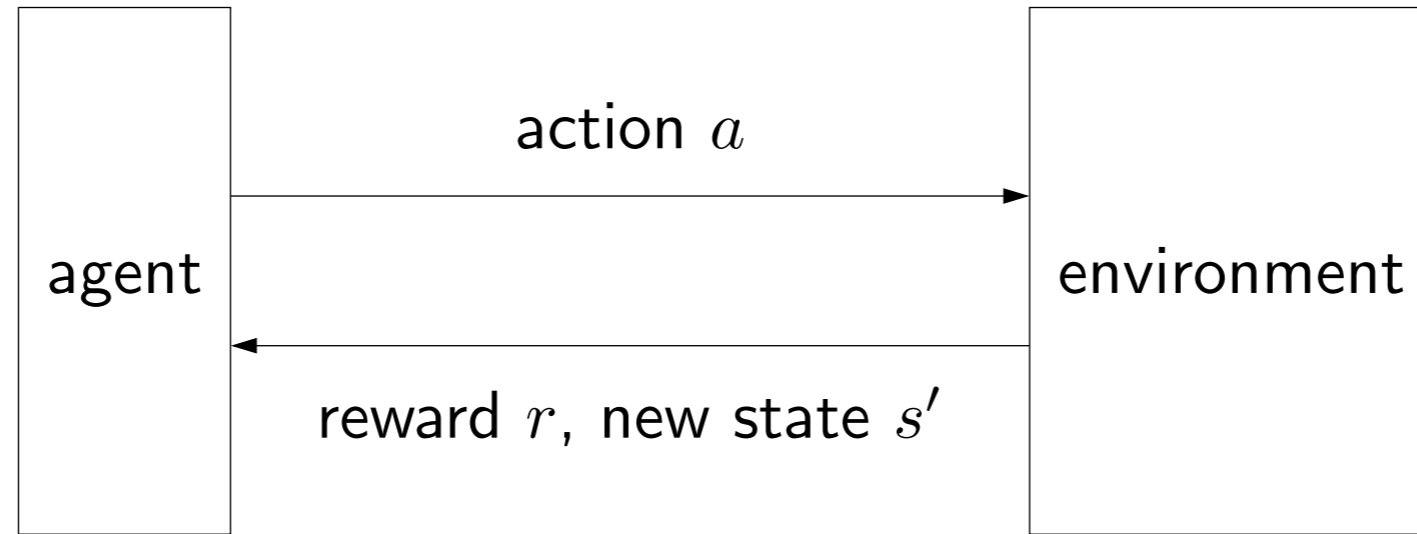 action a
agent
environment
reward r, new state s′